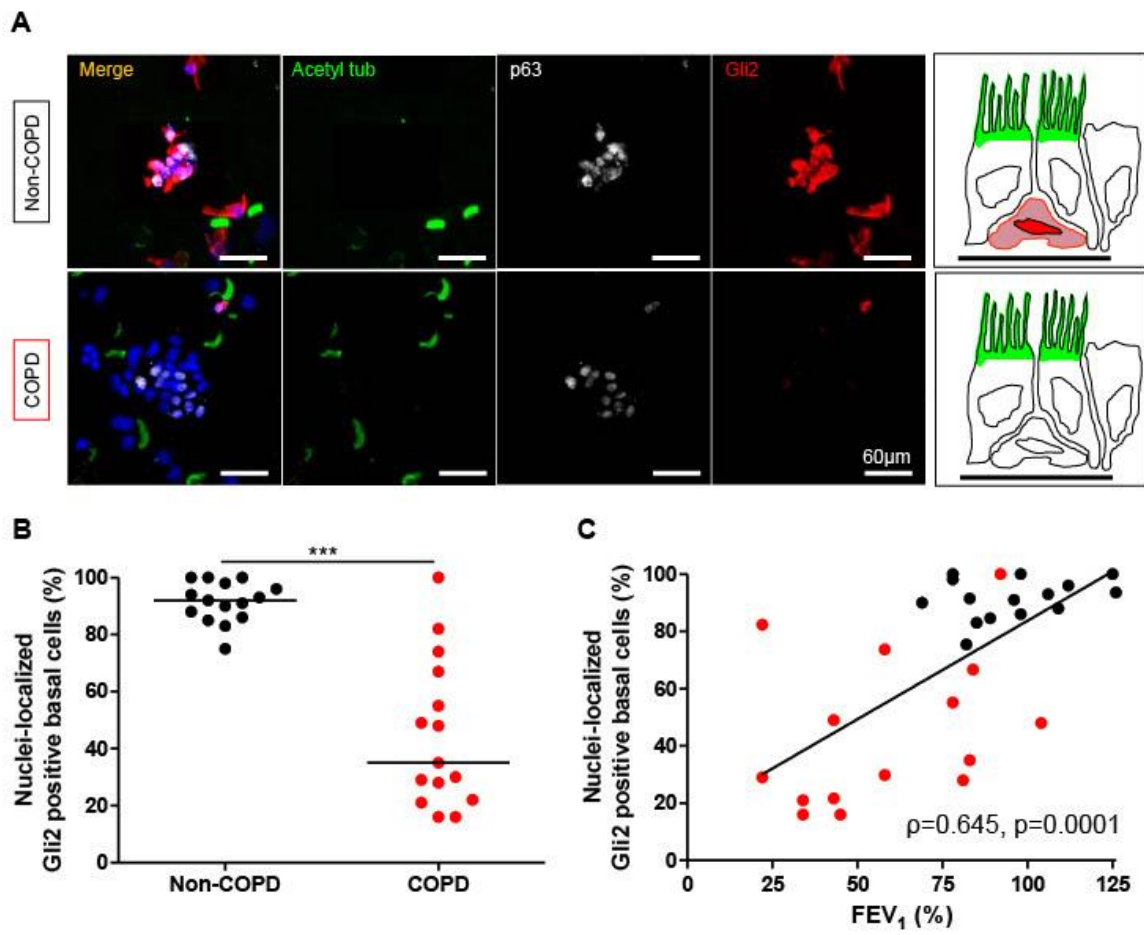 A
Merge
Acetyl tub
p63
Gli2
Non-COPD
COPD
60µm
B
Nuclei-localized
Gli2 positive basal cells (%)
100
80
60
40
20
0
***
Non-COPD
COPD
C
Nuclei-localized
Gli2 positive basal cells (%)
100
80
60
40
20
0
ρ=0.645, p=0.0001
0
25
50
75
100
125
FEV₁ (%)